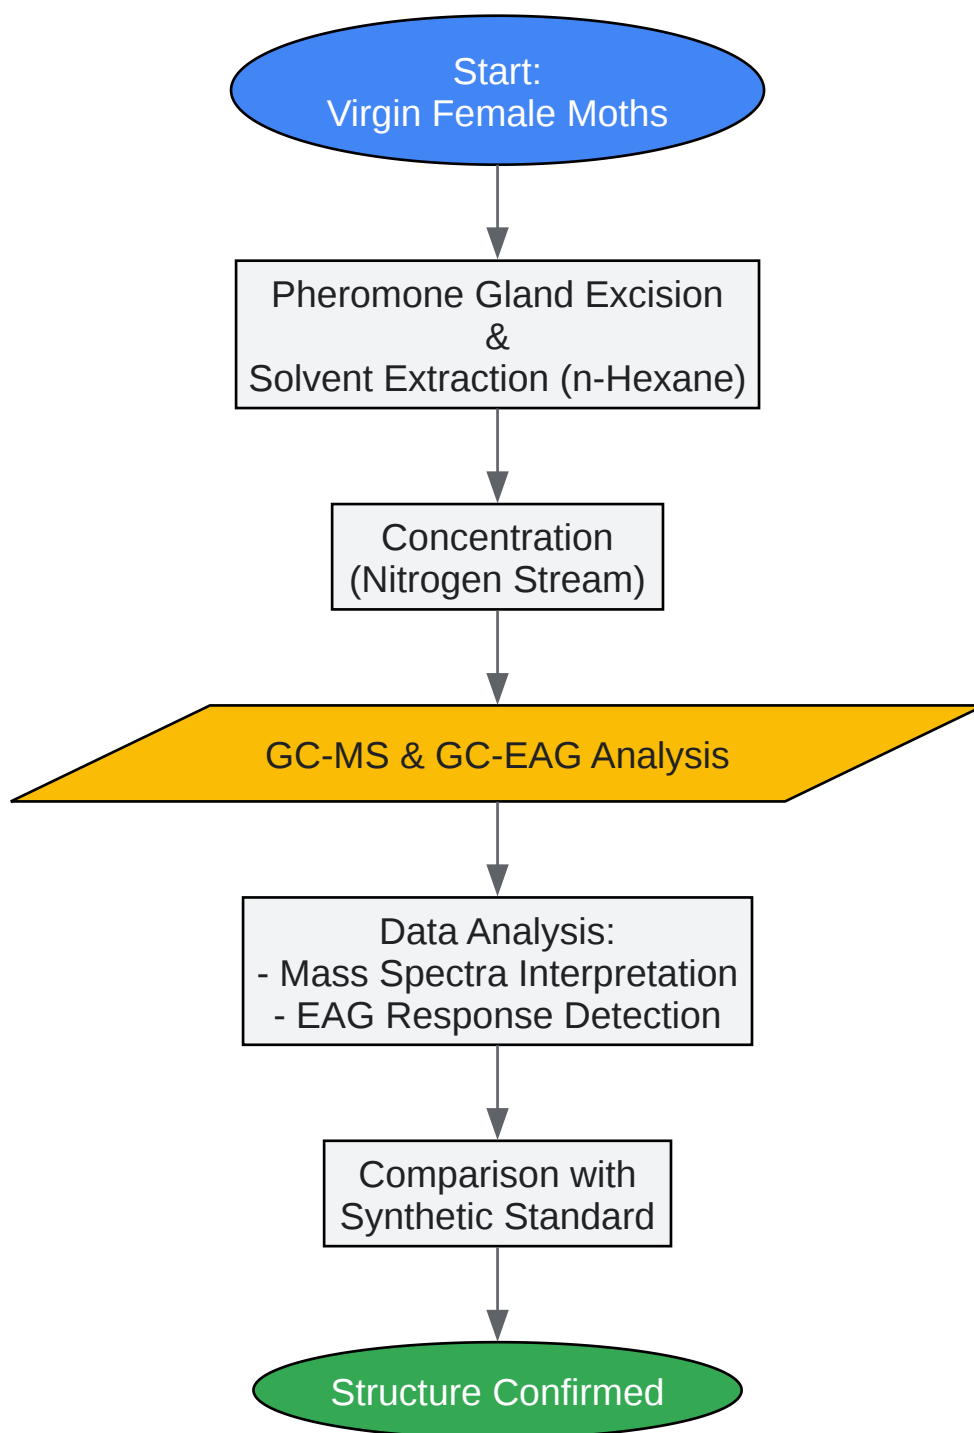 Start:
Virgin Female Moths
Pheromone Gland Excision
&
Solvent Extraction (n-Hexane)
Concentration
(Nitrogen Stream)
GC-MS & GC-EAG Analysis
Data Analysis:
- Mass Spectra Interpretation
- EAG Response Detection
Comparison with
Synthetic Standard
Structure Confirmed